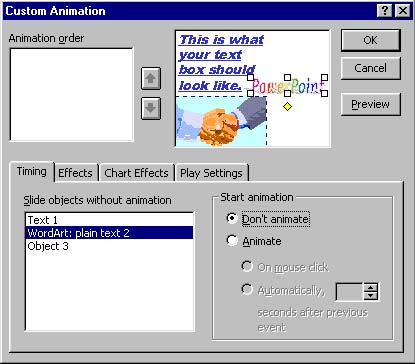 Custom Animation
Animation order
This is what
your text
box should
look like.
PowerPoint
OK
Cancel
Preview
Timing
Effects
Chart Effects
Play Settings
Slide objects without animation
Text 1
WordArt: plain text 2
Object 3
Start animation
Don't animate
Animate
On mouse click
Automatically,
seconds after previous
event